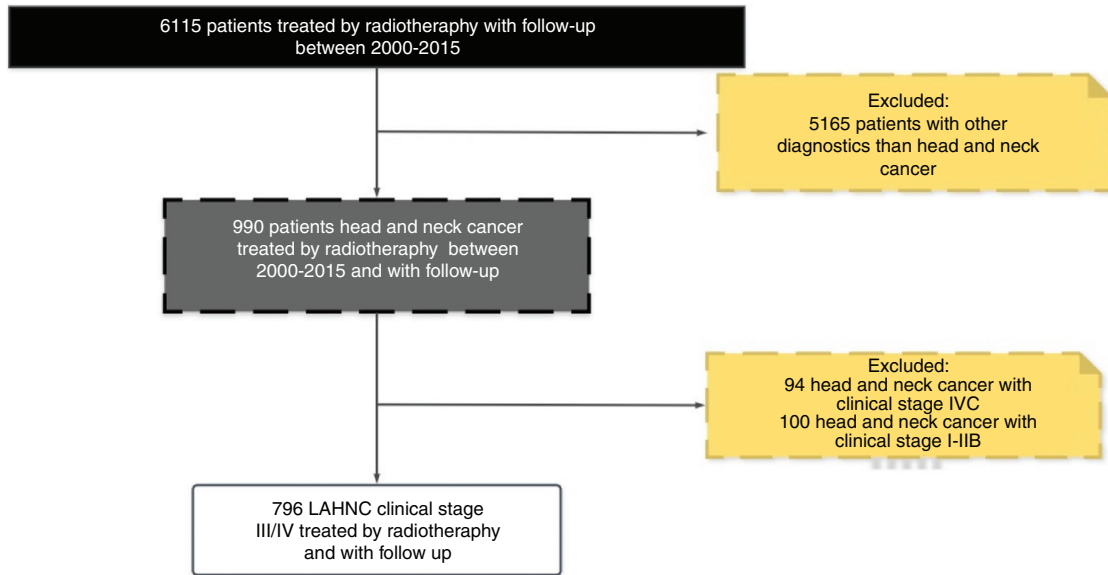 6115 patients treated by radiotheraphy with follow-up
between 2000-2015
Excluded:
5165 patients with other
diagnostics than head and neck
cancer
990 patients head and neck cancer
treated by radiotheraphy between
2000-2015 and with follow-up
Excluded:
94 head and neck cancer with
clinical stage IVC
100 head and neck cancer with
clinical stage I-IIB
796 LAHNC clinical stage
III/IV treated by radiotheraphy
and with follow up